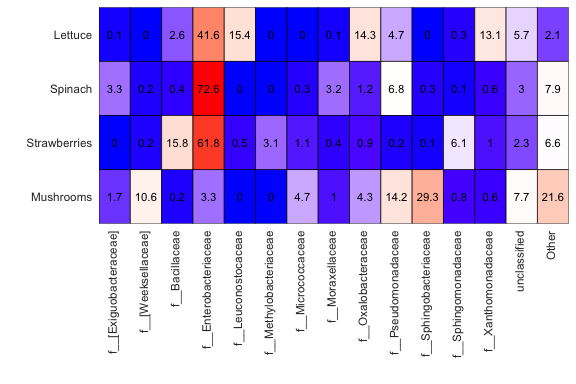 Lettuce 0.1 0 2.6 41.6 15.4 0 0 0.1 14.3 4.7 0 0.3 13.1 5.7 2.1
Spinach 3.3 0.2 0.4 72.6 0 0 0.3 3.2 1.2 6.8 0.3 0.1 0.6 3 7.9
Strawberries 0 0.2 15.8 61.8 0.5 3.1 1.1 0.4 0.9 0.2 0.1 6.1 1 2.3 6.6
Mushrooms 1.7 10.6 0.2 3.3 0 0 4.7 1 4.3 14.2 29.3 0.8 0.6 7.7 21.6
f__[Exiguobacteraceae]
f__[Weeksellaceae]
f__Bacilaceae
f__Enterobacteriaceae
f__Leuconostocaceae
f__Methylobacteriaceae
f__Micrococcaceae
f__Moraxellaceae
f__Oxalobacteraceae
f__Pseudomonadaceae
f__Sphingobacteriaceae
f__Sphingomonadaceae
f__Xanthomonadaceae
unclassified
Other